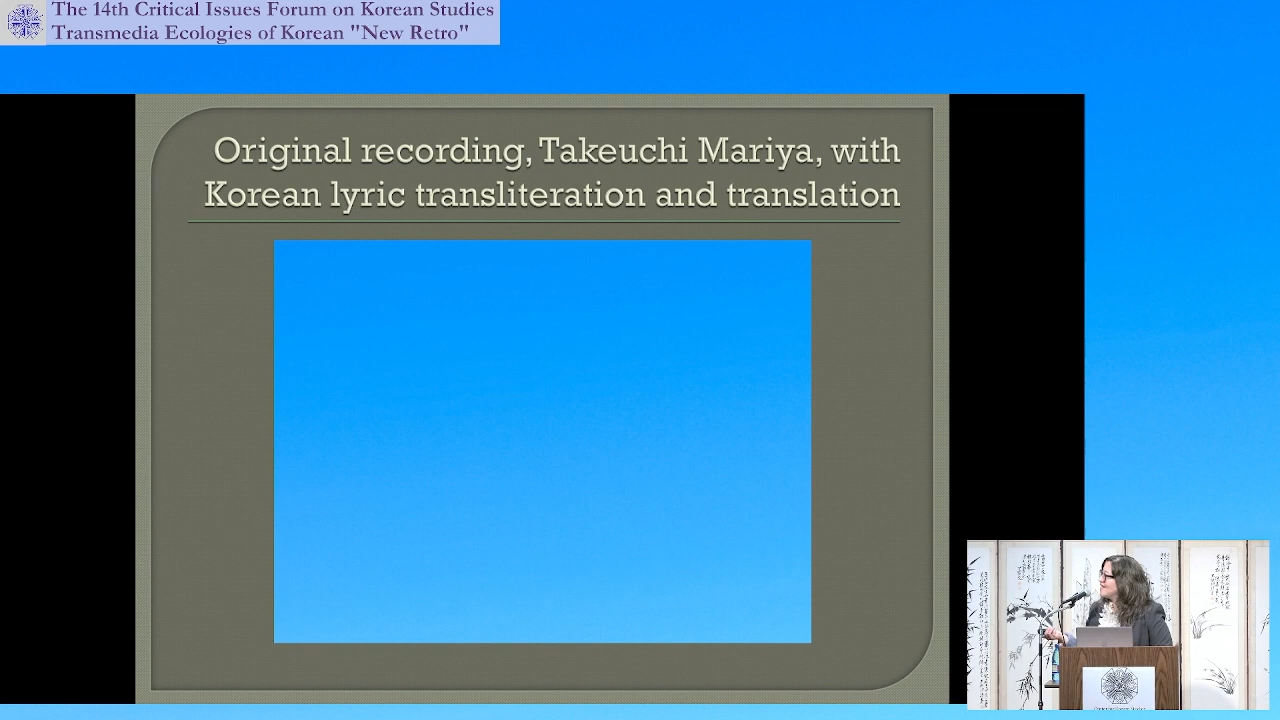 The 14th Critical Issues Forum on Korean Studies
Transmedia Ecologies of Korean "New Retro"
Original recording, Takeuchi Mariya, with
Korean lyric transliteration and translation